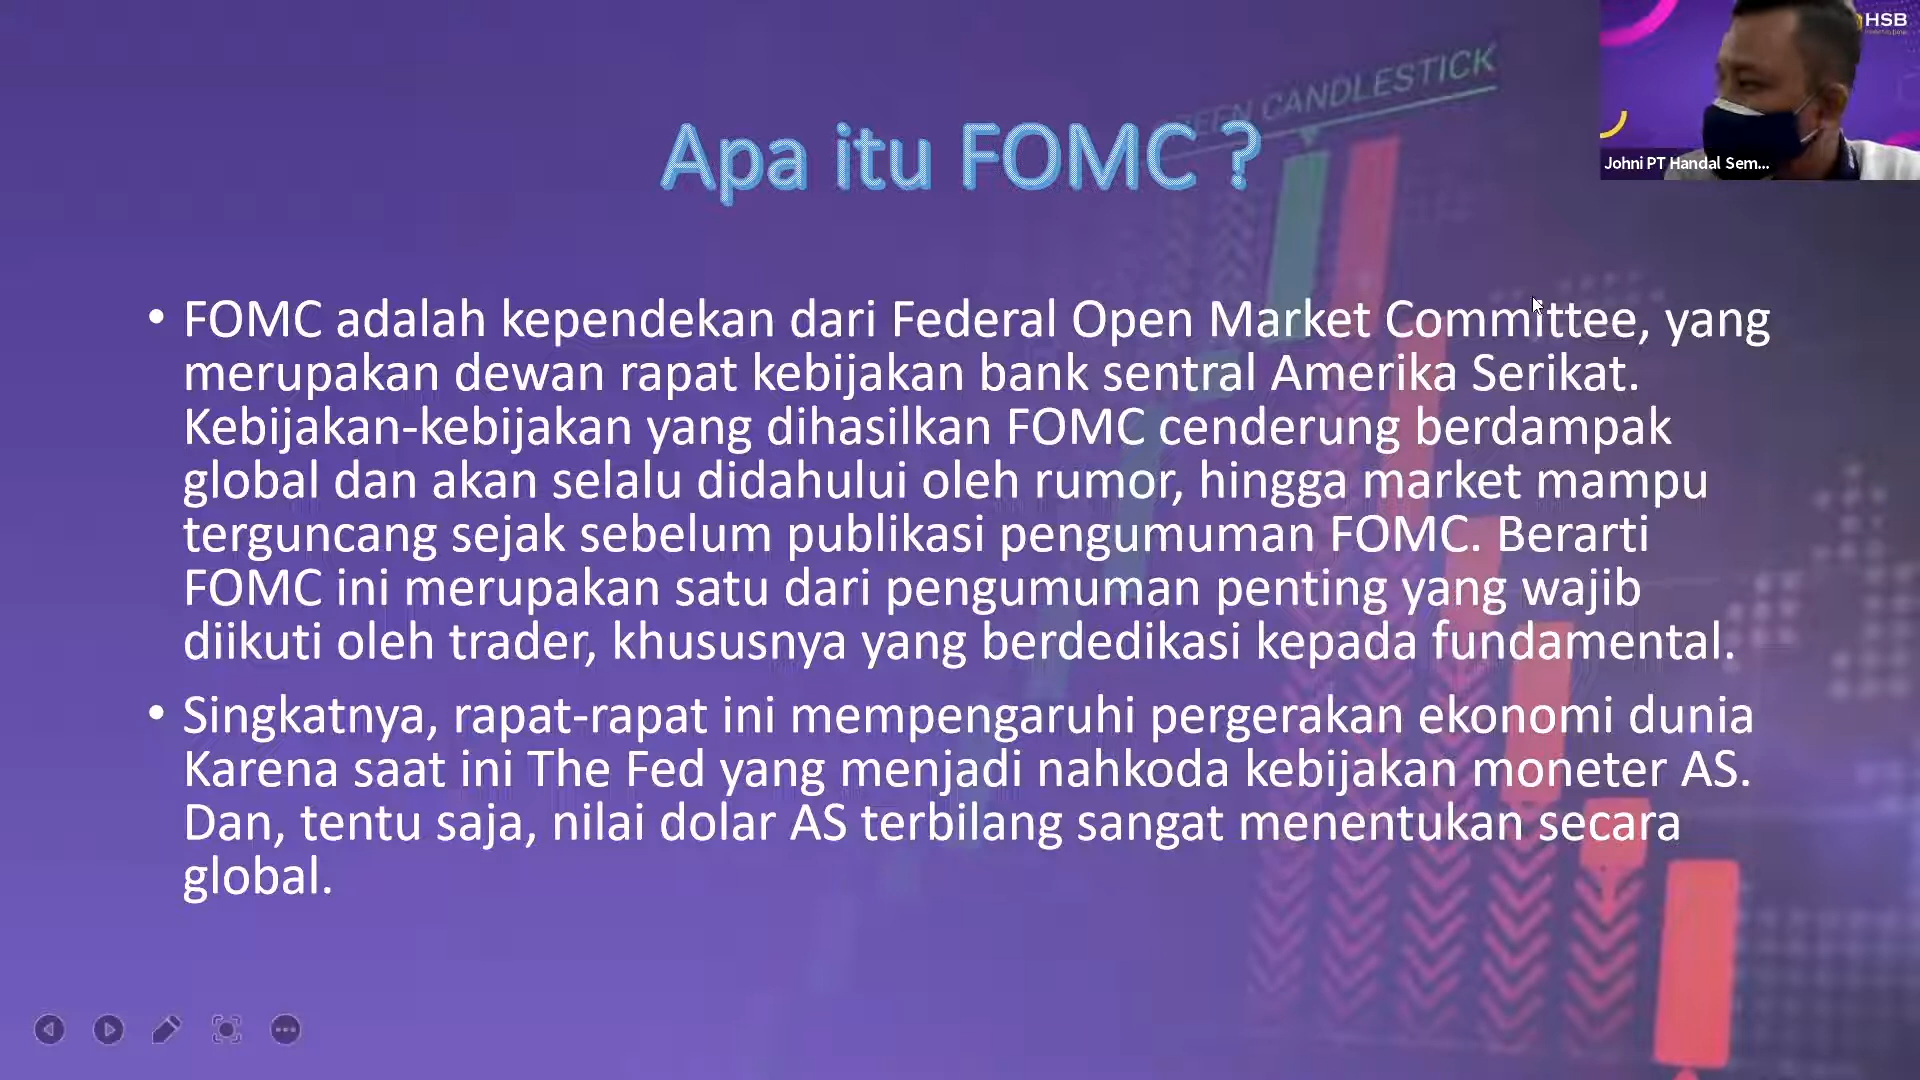 HSB
GREEN CANDLESTICK
Apa itu FOMC ?
Johni PT Handal Sem...
• FOMC adalah kependekan dari Federal Open Market Committee, yang
merupakan dewan rapat kebijakan bank sentral Amerika Serikat.
Kebijakan-kebijakan yang dihasilkan FOMC cenderung berdampak
global dan akan selalu didahului oleh rumor, hingga market mampu
terguncang sejak sebelum publikasi pengumuman FOMC. Berarti
FOMC ini merupakan satu dari pengumuman penting yang wajib
diikuti oleh trader, khususnya yang berdedikasi kepada fundamental.
• Singkatnya, rapat-rapat ini mempengaruhi pergerakan ekonomi dunia
Karena saat ini The Fed yang menjadi nahkoda kebijakan moneter AS.
Dan, tentu saja, nilai dolar AS terbilang sangat menentukan secara
global.